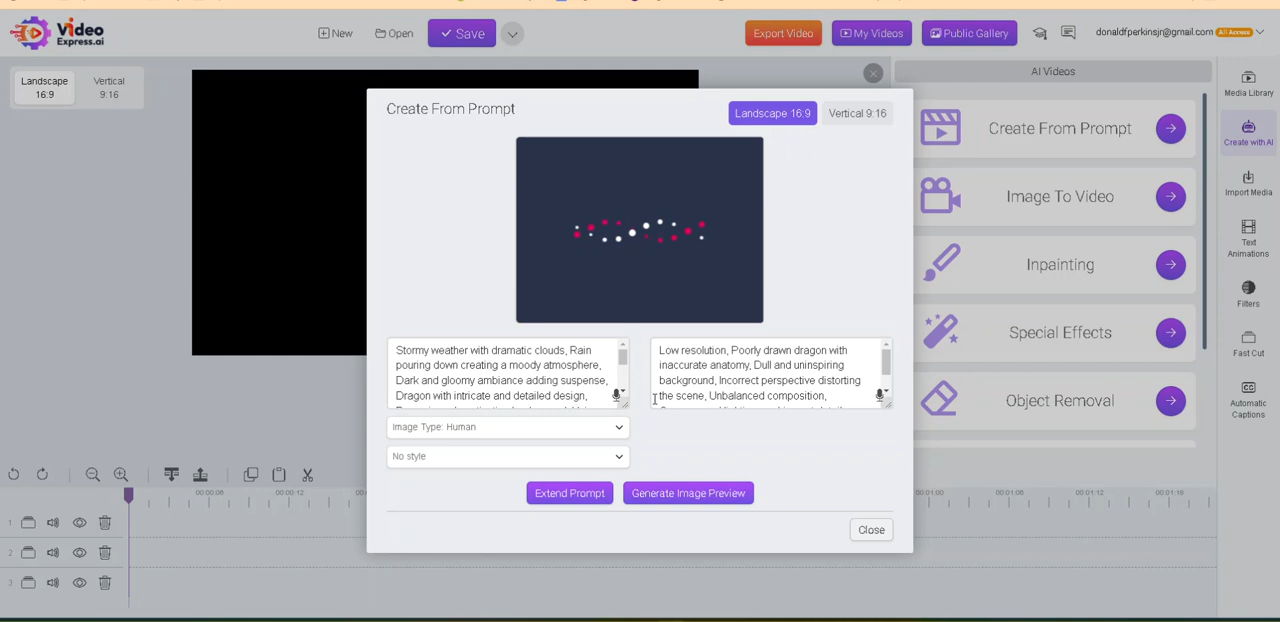 Video
Express.ai
New
Open
Save
Export Video
My Videos
Public Gallery
donaldfperkinsjr@gmail.com
All Access
Landscape
16:9
Vertical
9:16
AI Videos
Create From Prompt
Image To Video
Inpainting
Special Effects
Object Removal
Media Library
Create with AI
Import Media
Text
Animations
Filters
Fast Cut
Automatic
Captions
Create From Prompt
Landscape 16:9
Vertical 9:16
Stormy weather with dramatic clouds, Rain
pouring down creating a moody atmosphere,
Dark and gloomy ambiance adding suspense,
Dragon with intricate and detailed design,
Low resolution, Poorly drawn dragon with
inaccurate anatomy, Dull and uninspiring
background, Incorrect perspective distorting
the scene, Unbalanced composition,
Image Type: Human
No style
Extend Prompt
Generate Image Preview
Close
00:00:06
00:00:12
00:01:00
00:01:06
00:01:12
00:01:18
1
2
3